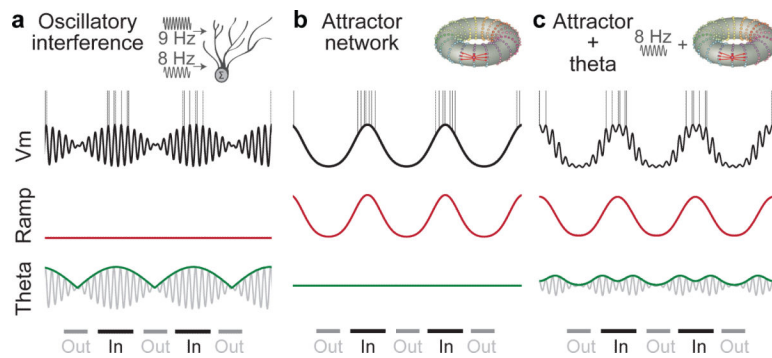 a Oscillatory interference
9 Hz
8 Hz
Σ
b Attractor network
c Attractor + theta
8 Hz
+
Vm
Ramp
Theta
Out In Out In Out
Out In Out In Out
Out In Out In Out